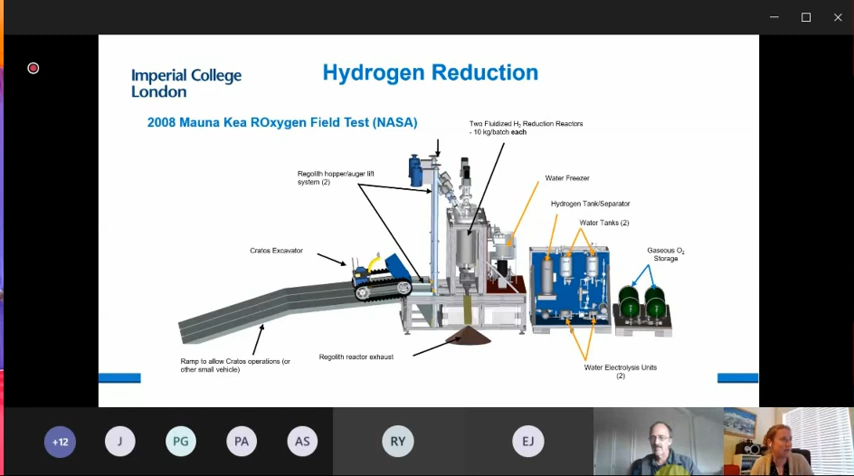 Imperial College
London
Hydrogen Reduction
2008 Mauna Kea ROxygen Field Test (NASA)
Two Fluidized H₂ Reduction Reactors
- 10 kg/batch each
Regolith hopper/auger lift
system (2)
Water Freezer
Hydrogen Tank/Separator
Water Tanks (2)
Cratos Excavator
Gaseous O₂
Storage
Ramp to allow Cratos operations (or
other small vehicle)
Regolith reactor exhaust
Water Electrolysis Units
(2)
+12
J
PG
PA
AS
RY
EJ